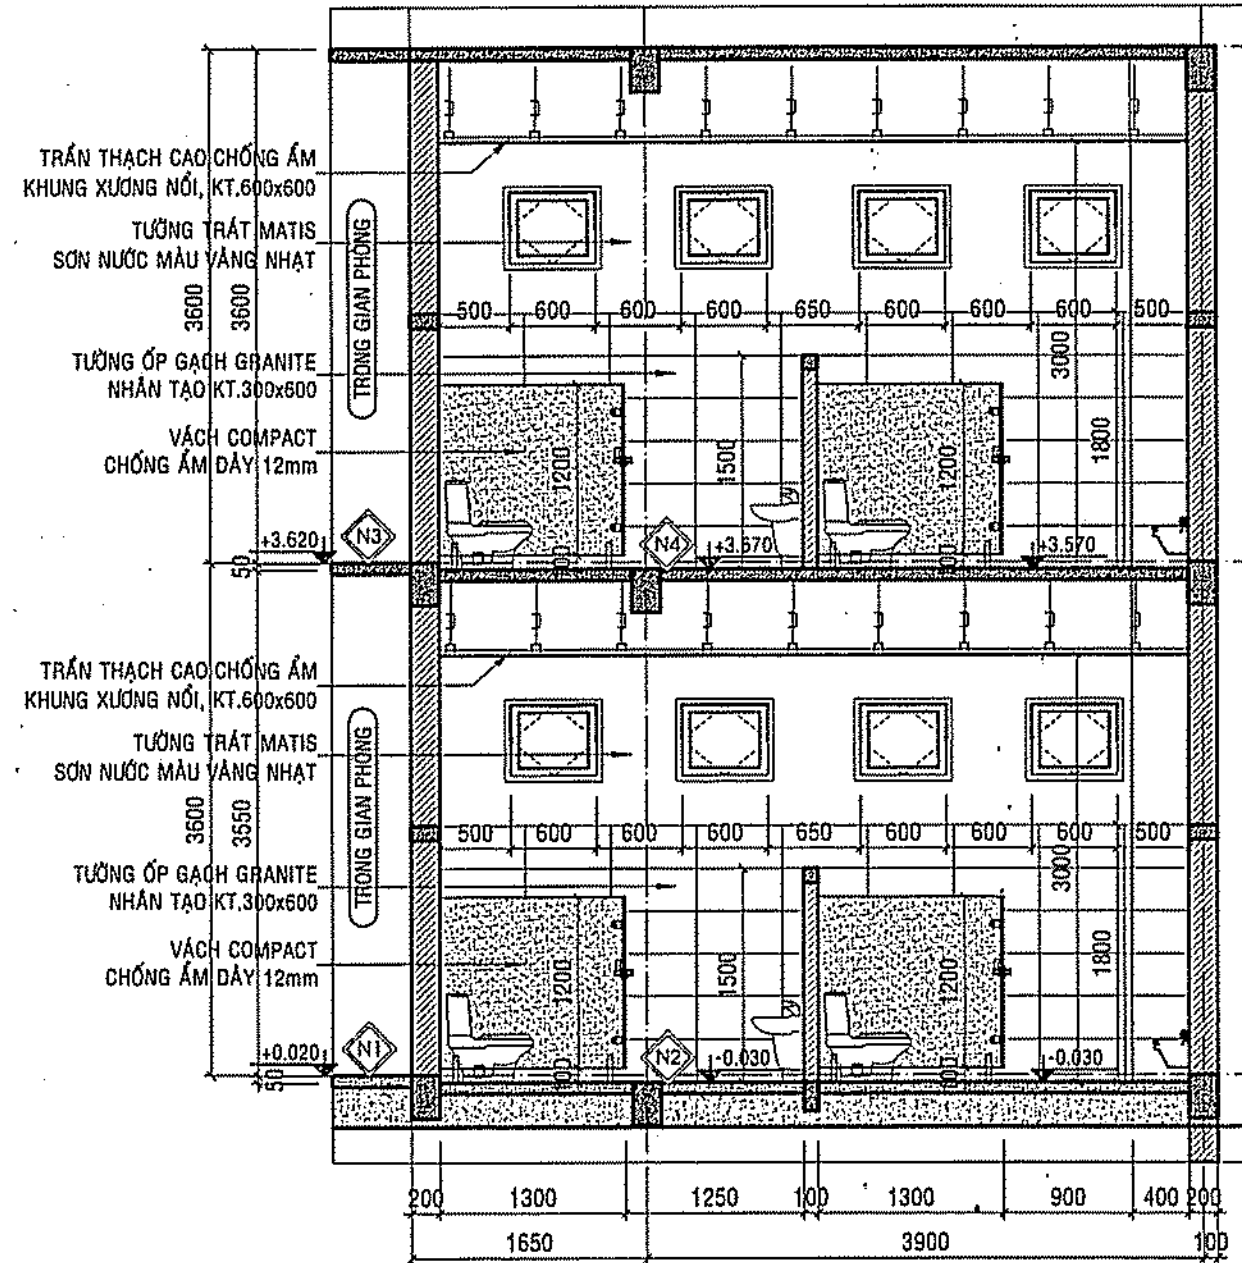 TRẦN THẠCH CAO CHỐNG ẨM
KHUNG XƯƠNG NỔI, KT.600x600
TƯỜNG TRÁT MATIS
SƠN NƯỚC MÀU VÀNG NHẠT
TRONG GIAN PHÒNG
3600
3600
500 600 600 600 650 600 600 600 500
TƯỜNG ỐP GẠCH GRANITE
NHÂN TẠO KT.300x600
3000
VÁCH COMPACT
CHỐNG ẨM DÀY 12mm
1200
1500
1200
1800
+3.620
N3
N4
+3.570
+3.570
50
100
100
TRẦN THẠCH CAO CHỐNG ẨM
KHUNG XƯƠNG NỔI, KT.600x600
TƯỜNG TRÁT MATIS
SƠN NƯỚC MÀU VÀNG NHẠT
TRONG GIAN PHÒNG
3600
3550
500 600 600 600 650 600 600 600 500
TƯỜNG ỐP GẠCH GRANITE
NHÂN TẠO KT.300x600
3000
VÁCH COMPACT
CHỐNG ẨM DÀY 12mm
1200
1500
1200
1800
+0.020
N1
N2
-0.030
-0.030
50
100
100
200 1300 1250 100 1300 900 400 200
1650 3900 100